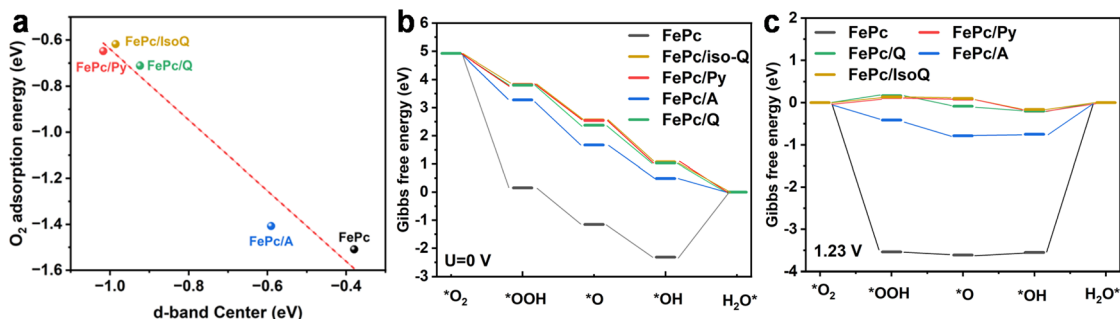 a
O₂ adsorption energy (eV)
−0.6
−0.8
−1.0
−1.2
−1.4
−1.6
FePc/IsoQ
FePc/Py
FePc/Q
FePc/A
FePc
−1.0
−0.8
−0.6
−0.4
d-band Center (eV)
b
Gibbs free energy (eV)
6
5
4
3
2
1
0
-1
-2
-3
FePc
FePc/iso-Q
FePc/Py
FePc/A
FePc/Q
U=0 V
*O₂
*OOH
*O
*OH
H₂O*
c
Gibbs free energy (eV)
2
1
0
-1
-2
-3
-4
FePc
FePc/Py
FePc/Q
FePc/A
FePc/IsoQ
1.23 V
*O₂
*OOH
*O
*OH
H₂O*